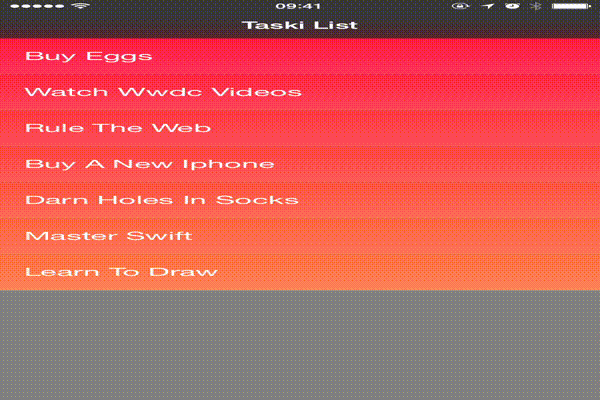 09:41
Taski List
Buy Eggs
Watch Wwdc Videos
Rule The Web
Buy A New Iphone
Darn Holes In Socks
Master Swift
Learn To Draw